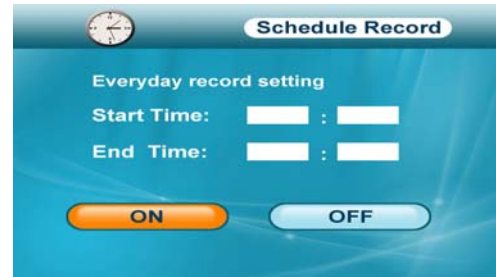 Schedule Record
Everyday record setting
Start Time: :
End Time: :
ON OFF